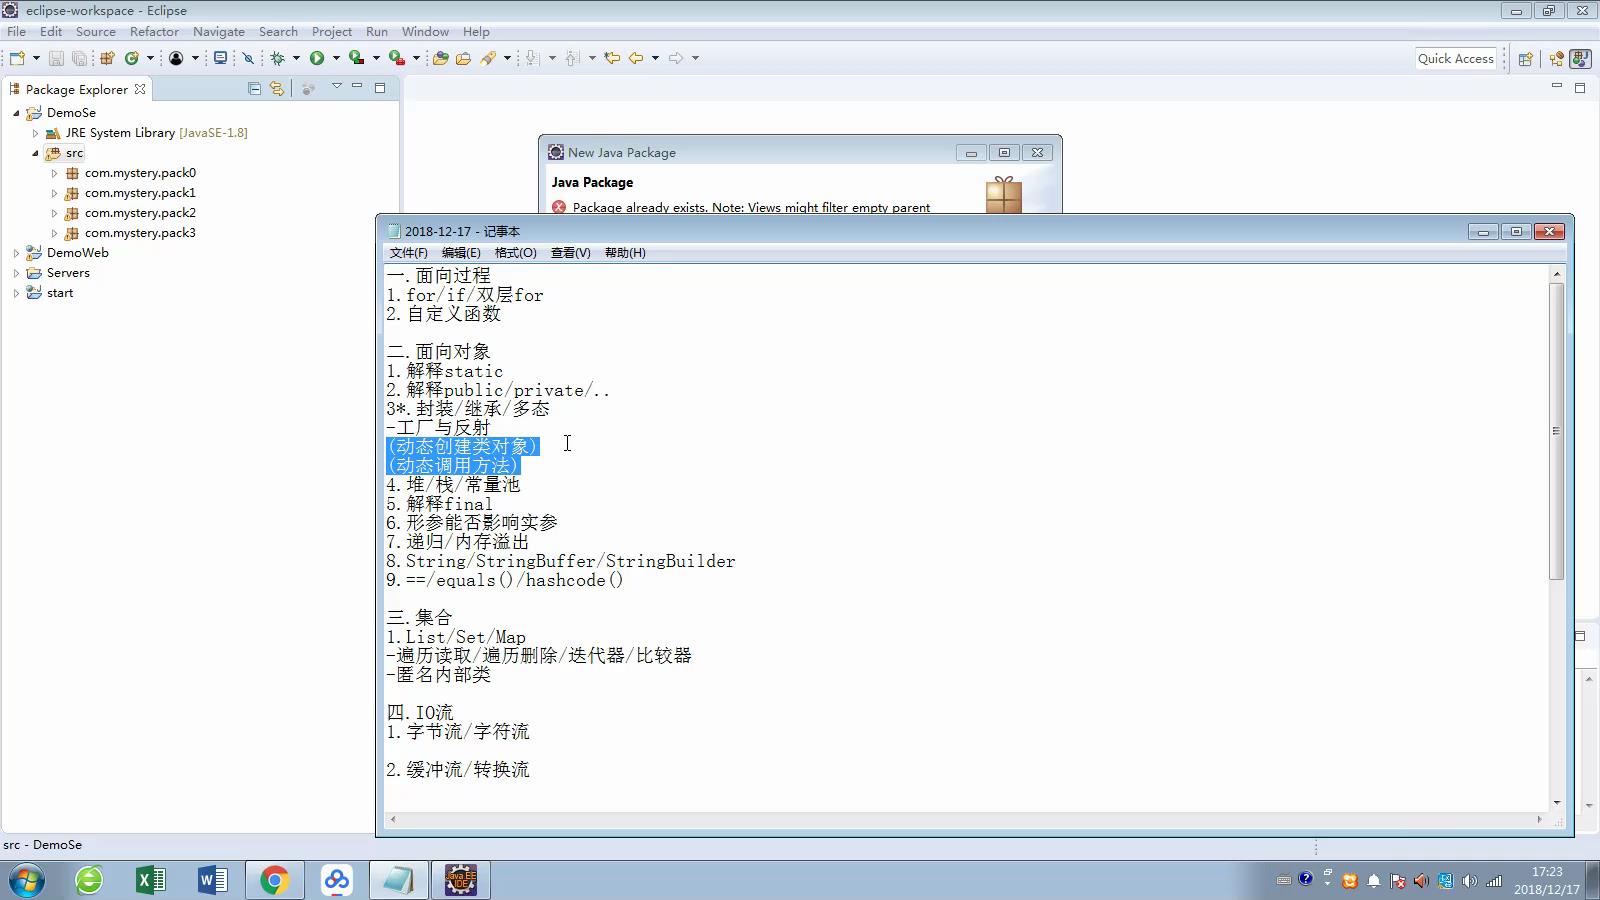 eclipse-workspace - Eclipse
File Edit Source Refactor Navigate Search Project Run Window Help
Quick Access
Package Explorer
DemoSe
JRE System Library [JavaSE-1.8]
src
com.mystery.pack0
com.mystery.pack1
com.mystery.pack2
com.mystery.pack3
DemoWeb
Servers
start
New Java Package
Java Package
Package already exists. Note: Views might filter empty parent
2018-12-17 - 记事本
文件(F) 编辑(E) 格式(O) 查看(V) 帮助(H)
一.面向过程
1.for/if/双层for
2.自定义函数
二.面向对象
1.解释static
2.解释public/private/..
3*.封装/继承/多态
-工厂与反射
(动态创建类对象)
(动态调用方法)
4.堆/栈/常量池
5.解释final
6.形参能否影响实参
7.递归/内存溢出
8.String/StringBuffer/StringBuilder
9.==/equals()/hashcode()
三.集合
1.List/Set/Map
-遍历读取/遍历删除/迭代器/比较器
-匿名内部类
四.IO流
1.字节流/字符流
2.缓冲流/转换流
src - DemoSe
Java EE
IDE
17:23
2018/12/17